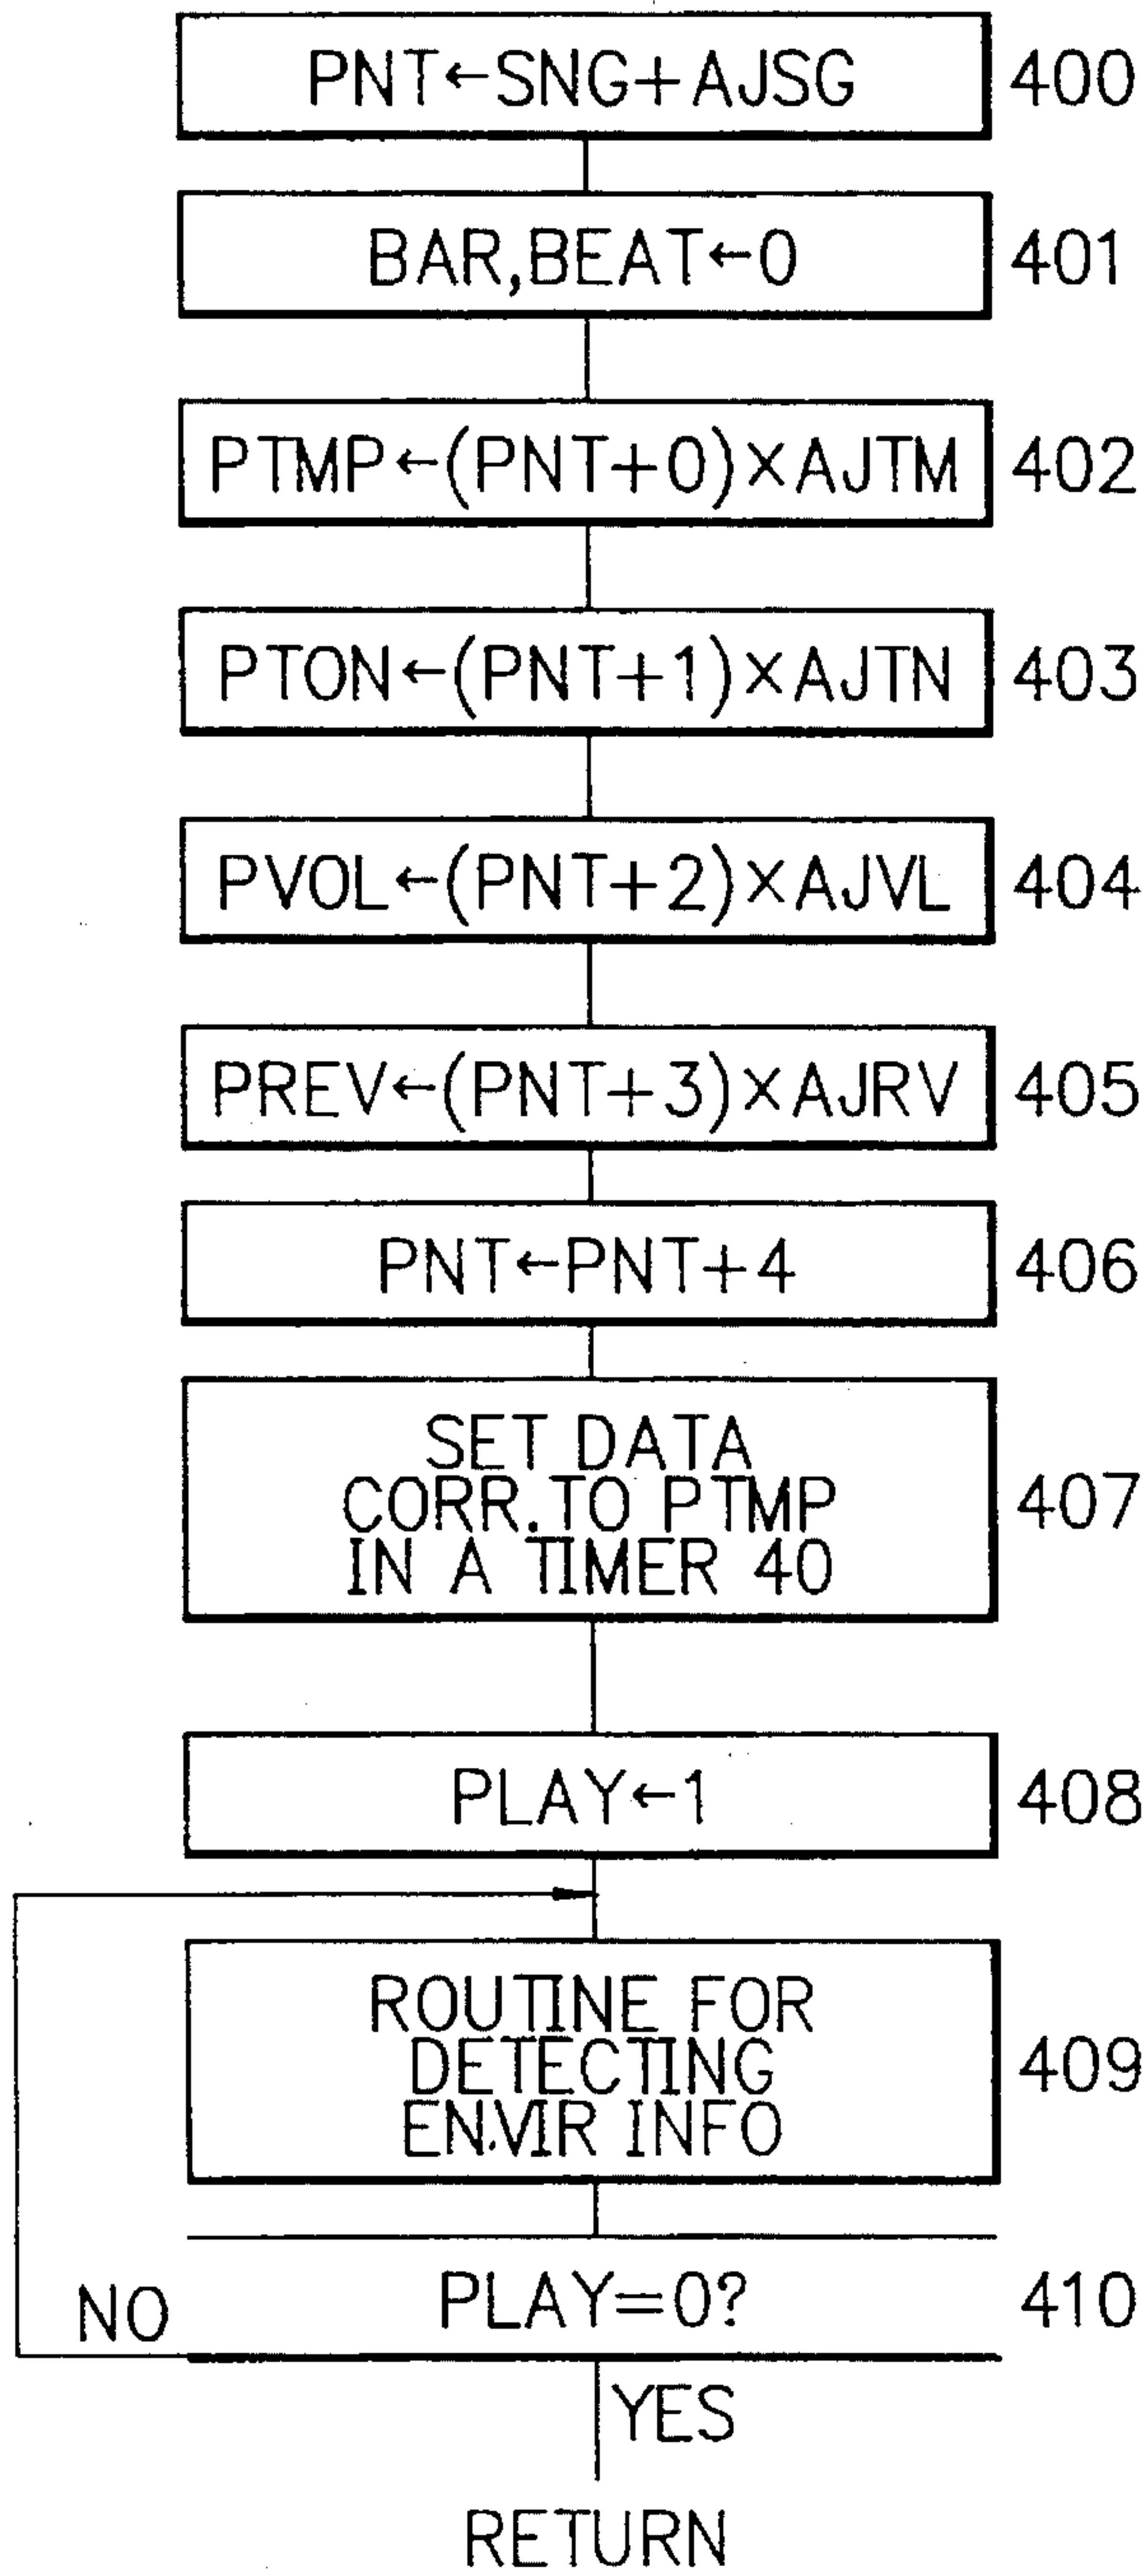 PNT←SNG+AJSG 400
BAR,BEAT←0 401
PTMP←(PNT+0)×AJTM 402
PTON←(PNT+1)×AJTN 403
PVOL←(PNT+2)×AJVL 404
PREV←(PNT+3)×AJRV 405
PNT←PNT+4 406
SET DATA
CORR.TO PTMP 407
IN A TIMER 40
PLAY←1 408
ROUTINE FOR
DETECTING 409
EN.VIR INFO
PLAY=0? 410
NO
YES
RETURN